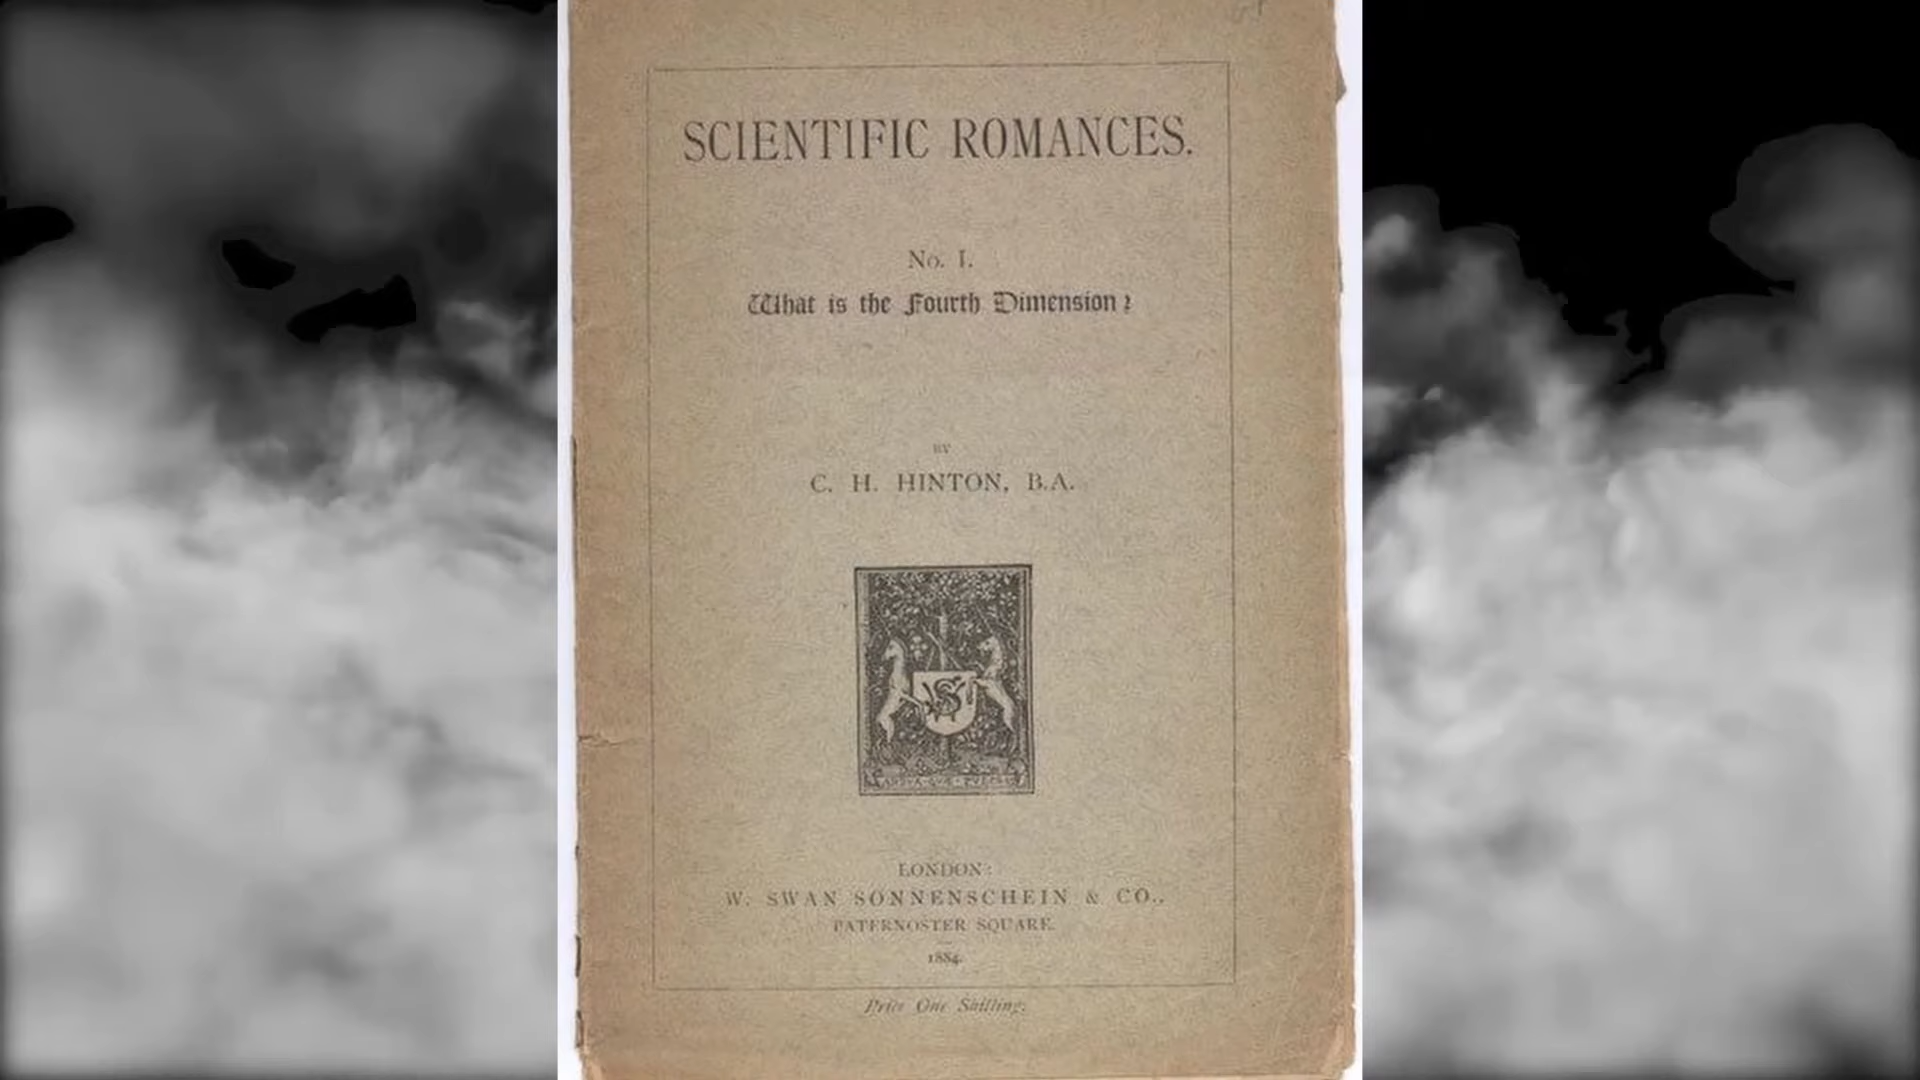 SCIENTIFIC ROMANCES.
No. I.
What is the Fourth Dimension?
BY
C. H. HINTON, B.A.
LONDON:
W. SWAN SONNENSCHEIN & CO.,
PATERNOSTER SQUARE.
1884.
Price One Shilling.